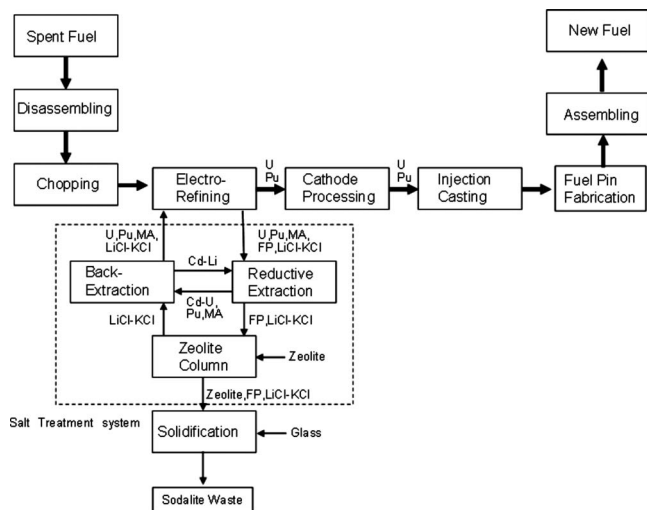 Spent Fuel
New Fuel
Disassembling
Assembling
Chopping
Electro-
Refining
U
Pu
Cathode
Processing
U
Pu
Injection
Casting
Fuel Pin
Fabrication
U,Pu,MA,
LiCl-KCl
U,Pu,MA,
FP,LiCl-KCl
Back-
Extraction
Cd-Li
Reductive
Extraction
Cd-U,
Pu,MA
LiCl-KCl
FP,LiCl-KCl
Zeolite
Column
Zeolite
Zeolite,FP,LiCl-KCl
Salt Treatment system
Solidification
Glass
Sodalite Waste